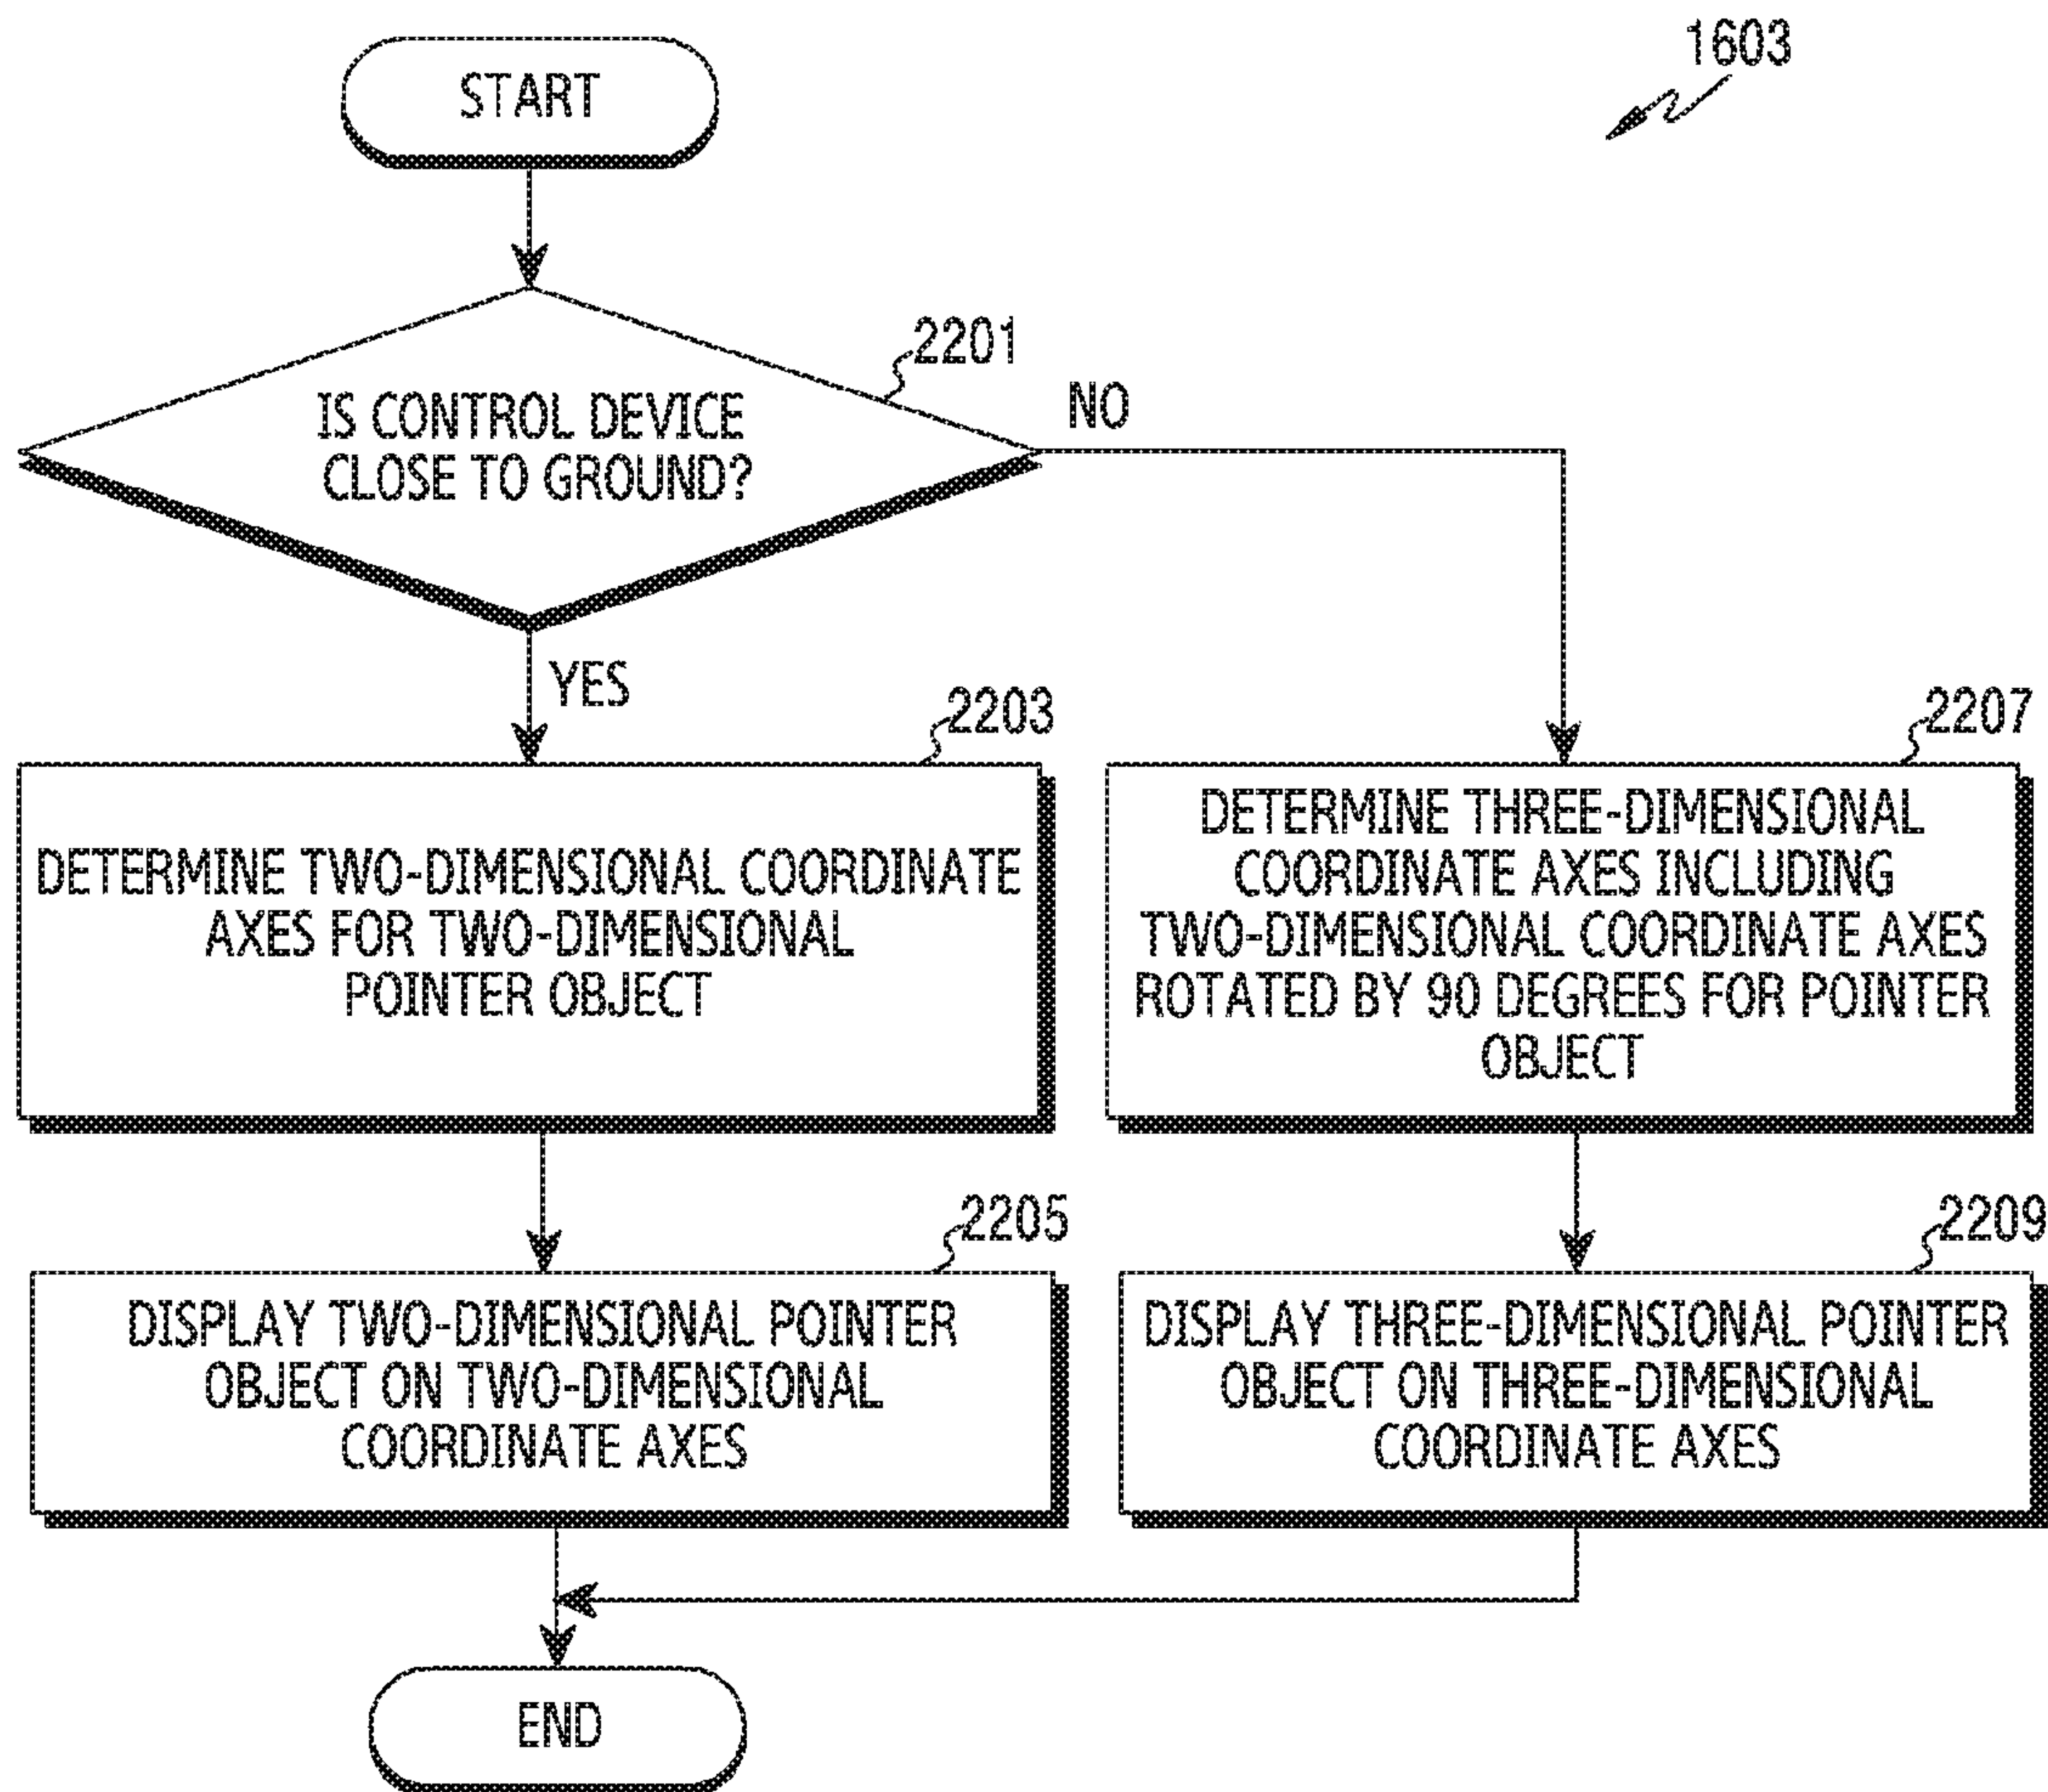 1603
START
2201
IS CONTROL DEVICE
CLOSE TO GROUND?
NO
YES
2203
DETERMINE TWO-DIMENSIONAL COORDINATE
AXES FOR TWO-DIMENSIONAL
POINTER OBJECT
2207
DETERMINE THREE-DIMENSIONAL
COORDINATE AXES INCLUDING
TWO-DIMENSIONAL COORDINATE AXES
ROTATED BY 90 DEGREES FOR POINTER
OBJECT
2205
DISPLAY TWO-DIMENSIONAL POINTER
OBJECT ON TWO-DIMENSIONAL
COORDINATE AXES
2209
DISPLAY THREE-DIMENSIONAL POINTER
OBJECT ON THREE-DIMENSIONAL
COORDINATE AXES
END